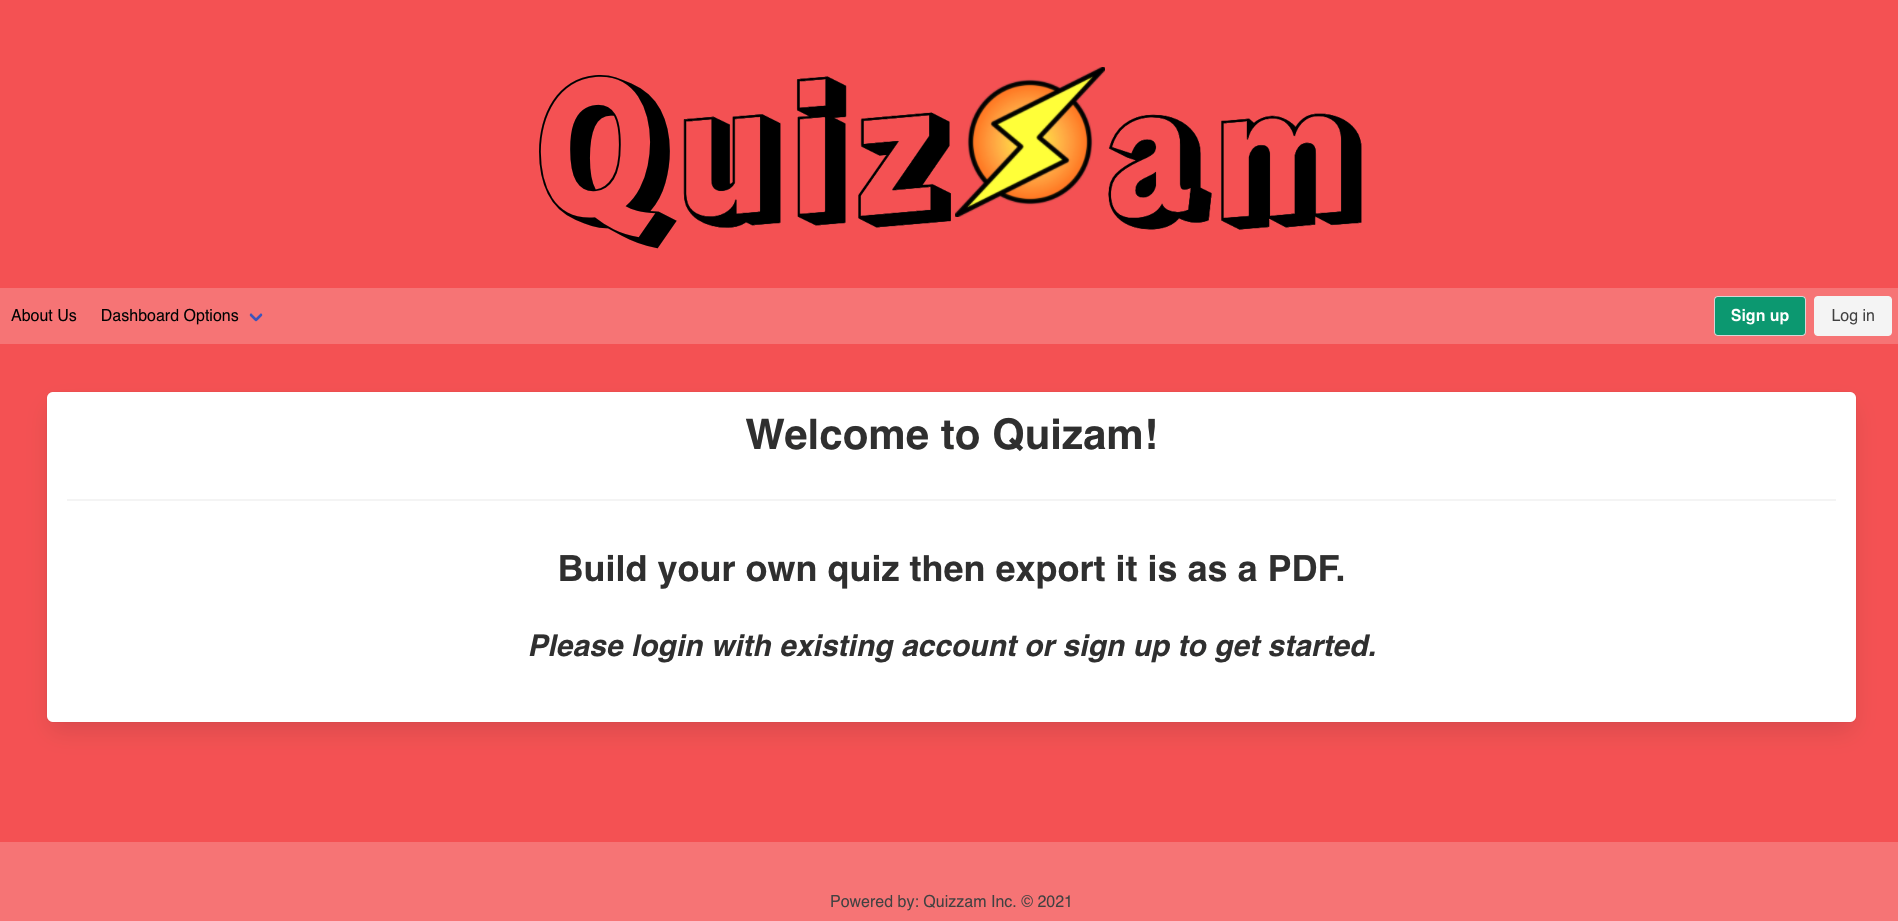 Quizam
About Us Dashboard Options Sign up Log in
Welcome to Quizam!
Build your own quiz then export it is as a PDF.
Please login with existing account or sign up to get started.
Powered by: Quizzam Inc. © 2021